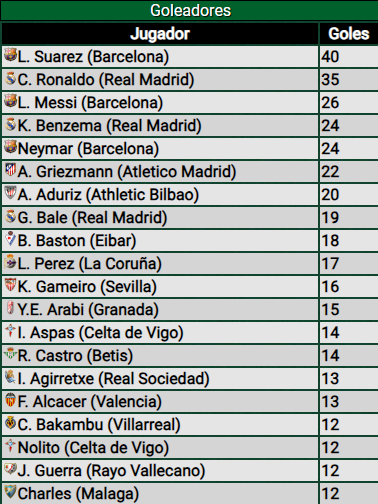 Goleadores
Jugador Goles
L. Suarez (Barcelona) 40
C. Ronaldo (Real Madrid) 35
L. Messi (Barcelona) 26
K. Benzema (Real Madrid) 24
Neymar (Barcelona) 24
A. Griezmann (Atletico Madrid) 22
A. Aduriz (Athletic Bilbao) 20
G. Bale (Real Madrid) 19
B. Baston (Eibar) 18
L. Perez (La Coruña) 17
K. Gameiro (Sevilla) 16
Y.E. Arabi (Granada) 15
I. Aspas (Celta de Vigo) 14
R. Castro (Betis) 14
I. Agirretxe (Real Sociedad) 13
F. Alcacer (Valencia) 13
C. Bakambu (Villarreal) 12
Nolito (Celta de Vigo) 12
J. Guerra (Rayo Vallecano) 12
Charles (Malaga) 12